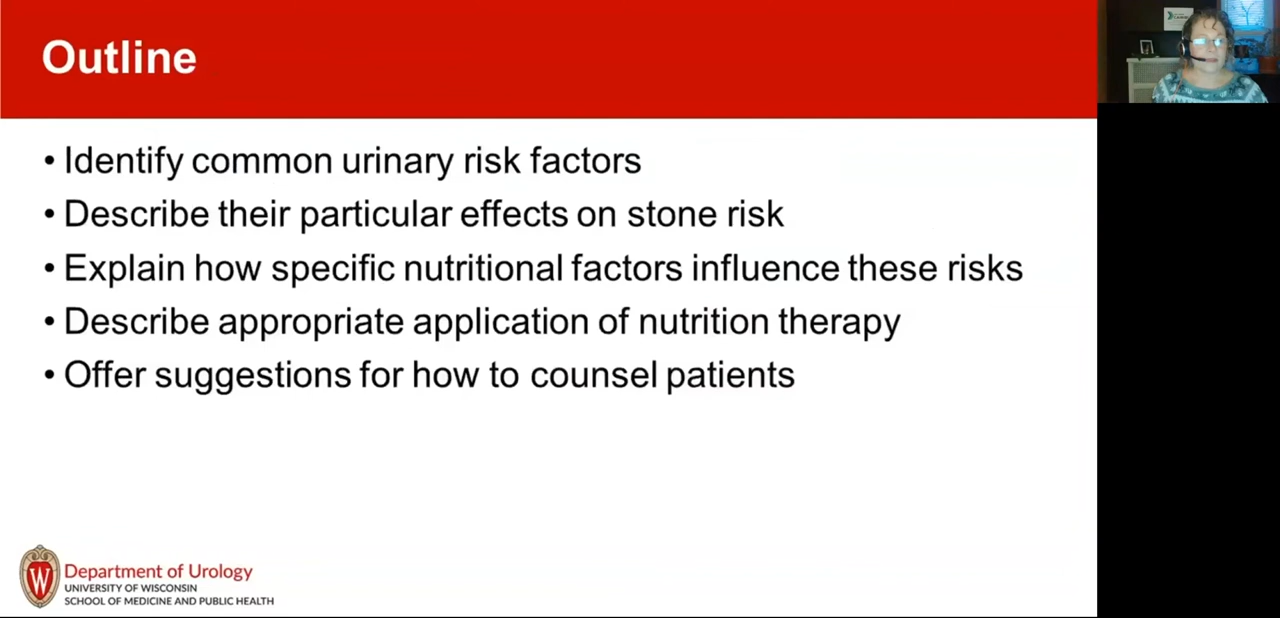 Outline
• Identify common urinary risk factors
• Describe their particular effects on stone risk
• Explain how specific nutritional factors influence these risks
• Describe appropriate application of nutrition therapy
• Offer suggestions for how to counsel patients
W
Department of Urology
UNIVERSITY OF WISCONSIN
SCHOOL OF MEDICINE AND PUBLIC HEALTH